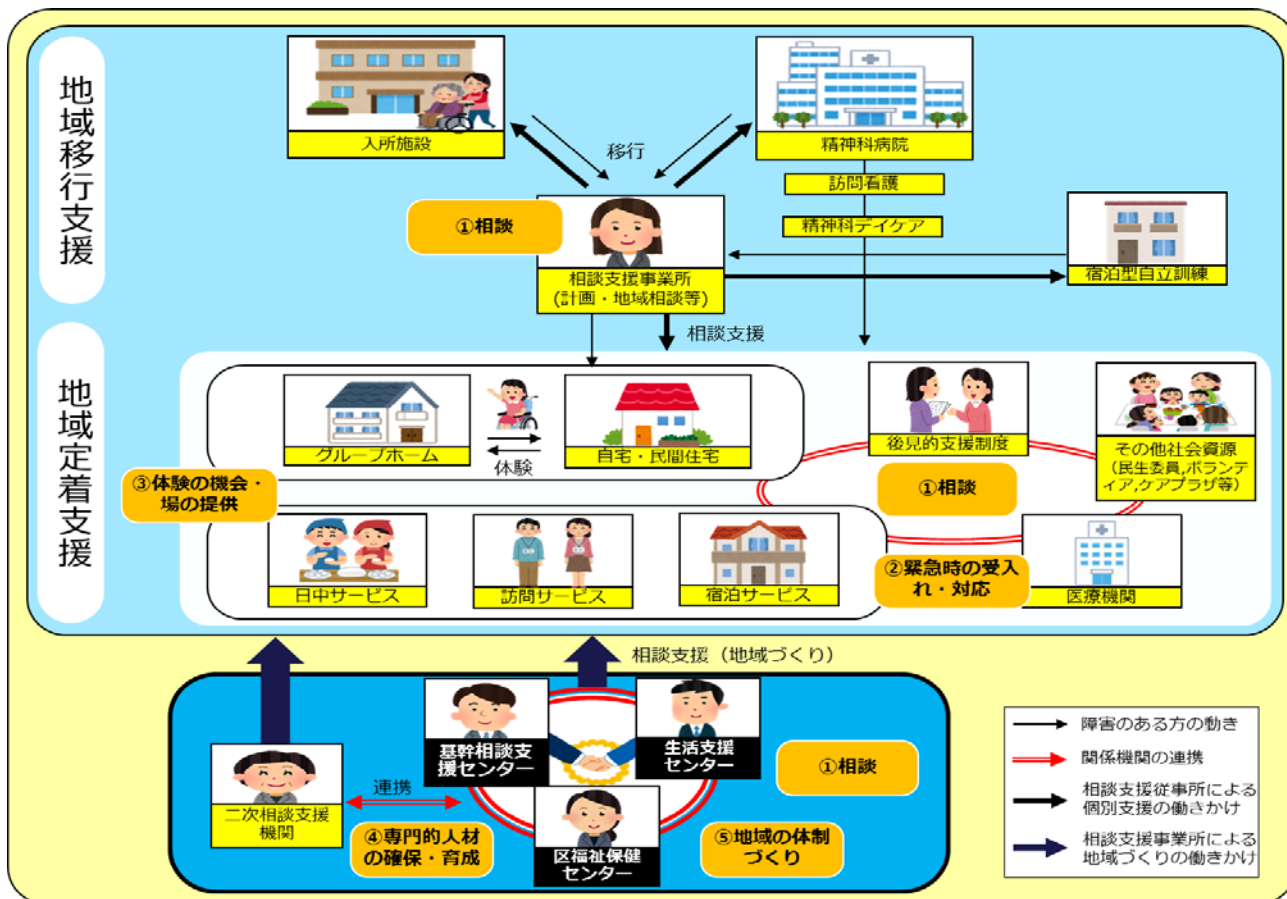 地域移行支援
入所施設
精神科病院
移行
訪問看護
①相談
精神科デイケア
相談支援事業所
(計画・地域相談等)
宿泊型自立訓練
相談支援
地域定着支援
グループホーム
体験
自宅・民間住宅
後見的支援制度
その他社会資源
（民生委員,ボランテ
ィア,ケアプラザ等）
③体験の機会・
場の提供
①相談
日中サービス
訪問サービス
宿泊サービス
②緊急時の受入
れ・対応
医療機関
相談支援（地域づくり）
基幹相談支
援センター
生活支援
センター
①相談
二次相談支援
機関
連携
④専門的人材
の確保・育成
区福祉保健
センター
⑤地域の体制
づくり
障害のある方の動き
関係機関の連携
相談支援従事所による
個別支援の働きかけ
相談支援事業所による
地域づくりの働きかけ